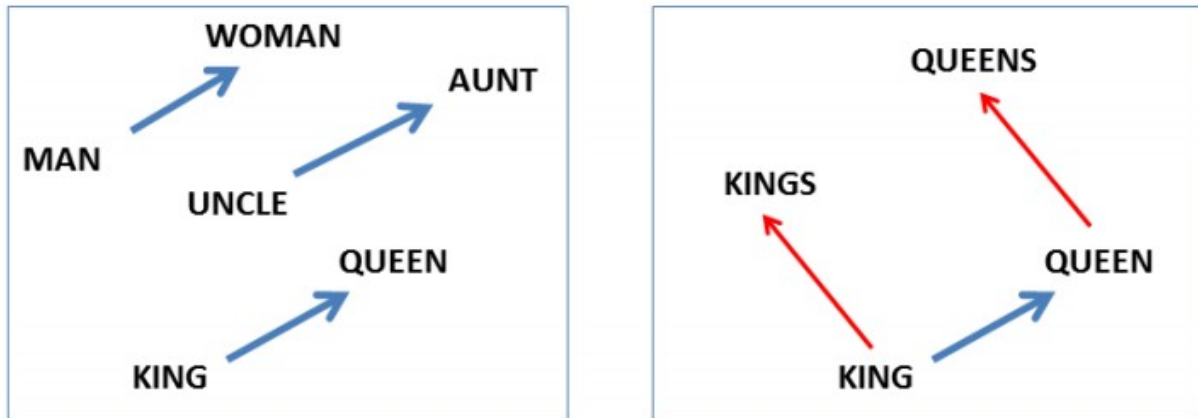 WOMAN
AUNT
MAN
UNCLE
QUEEN
KING
QUEENS
KINGS
QUEEN
KING